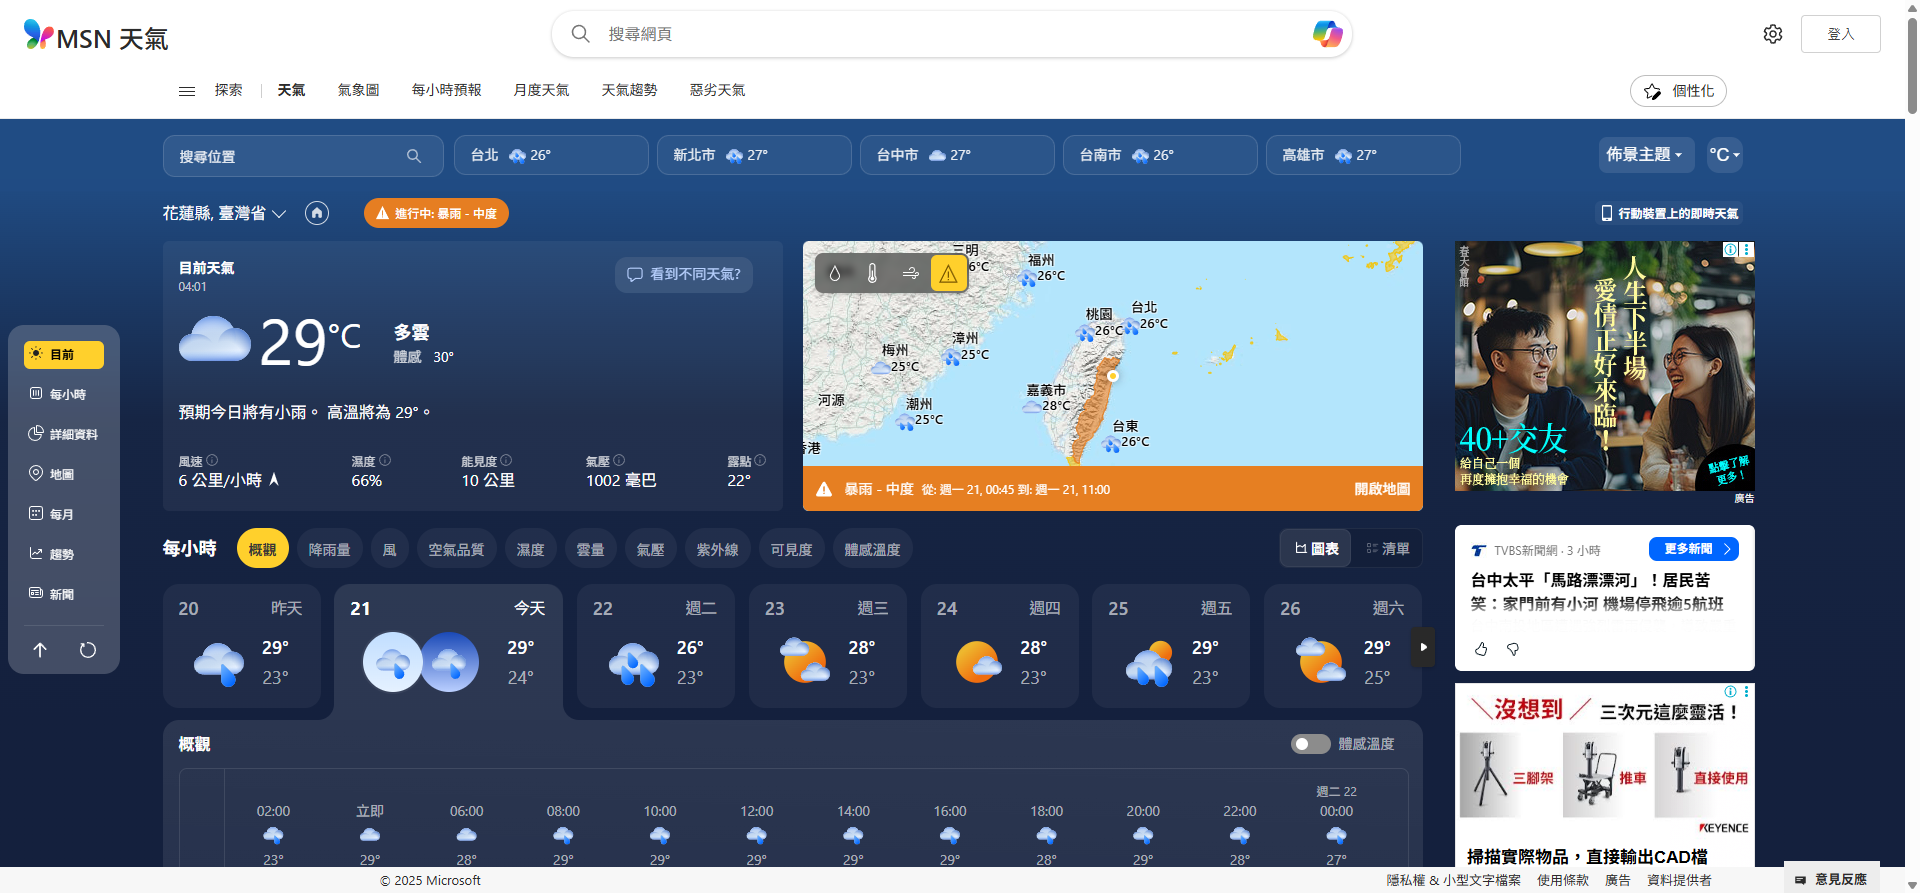 MSN 天氣
搜尋網頁
登入
探索
天氣
氣象圖
每小時預報
月度天氣
天氣趨勢
惡劣天氣
個性化
搜尋位置
台北 26°
新北市 27°
台中市 27°
台南市 26°
高雄市 27°
佈景主題
°C
花蓮縣, 臺灣省
進行中: 暴雨 - 中度
行動裝置上的即時天氣
目前天氣
04:01
看到不同天氣?
29°C
多雲
體感 30°
預期今日將有小雨。 高溫將為 29°。
風速
6 公里/小時
濕度
66%
能見度
10 公里
氣壓
1002 毫巴
露點
22°
目前
每小時
詳細資料
地圖
每月
趨勢
新聞
三明
6°C
福州
26°C
台北
26°C
桃園
26°C
漳州
25°C
梅州
25°C
嘉義市
28°C
河源
潮州
25°C
台東
26°C
香港
暴雨 - 中度 從: 週一 21, 00:45 到: 週一 21, 11:00
開啟地圖
春天會館
人生下半場
愛情正好來臨！
40+交友
給自己一個
再度擁抱幸福的機會
點擊了解
更多！
廣告
每小時
概觀
降雨量
風
空氣品質
濕度
雲量
氣壓
紫外線
可見度
體感溫度
圖表
清單
20 昨天
29°
23°
21 今天
29°
24°
22 週二
26°
23°
23 週三
28°
23°
24 週四
28°
23°
25 週五
29°
23°
26 週六
29°
25°
概觀
體感溫度
週二 22
02:00 立即 06:00 08:00 10:00 12:00 14:00 16:00 18:00 20:00 22:00 00:00
23° 29° 28° 29° 29° 29° 29° 29° 28° 29° 28° 27°
TVBS新聞網 · 3 小時
更多新聞
台中太平「馬路漂漂河」！居民苦
笑：家門前有小河 機場停飛逾5航班
沒想到
三次元這麼靈活！
三腳架
推車
直接使用
KEYENCE
掃描實際物品，直接輸出CAD檔
© 2025 Microsoft
隱私權 & 小型文字檔案
使用條款
廣告
資料提供者
意見反應